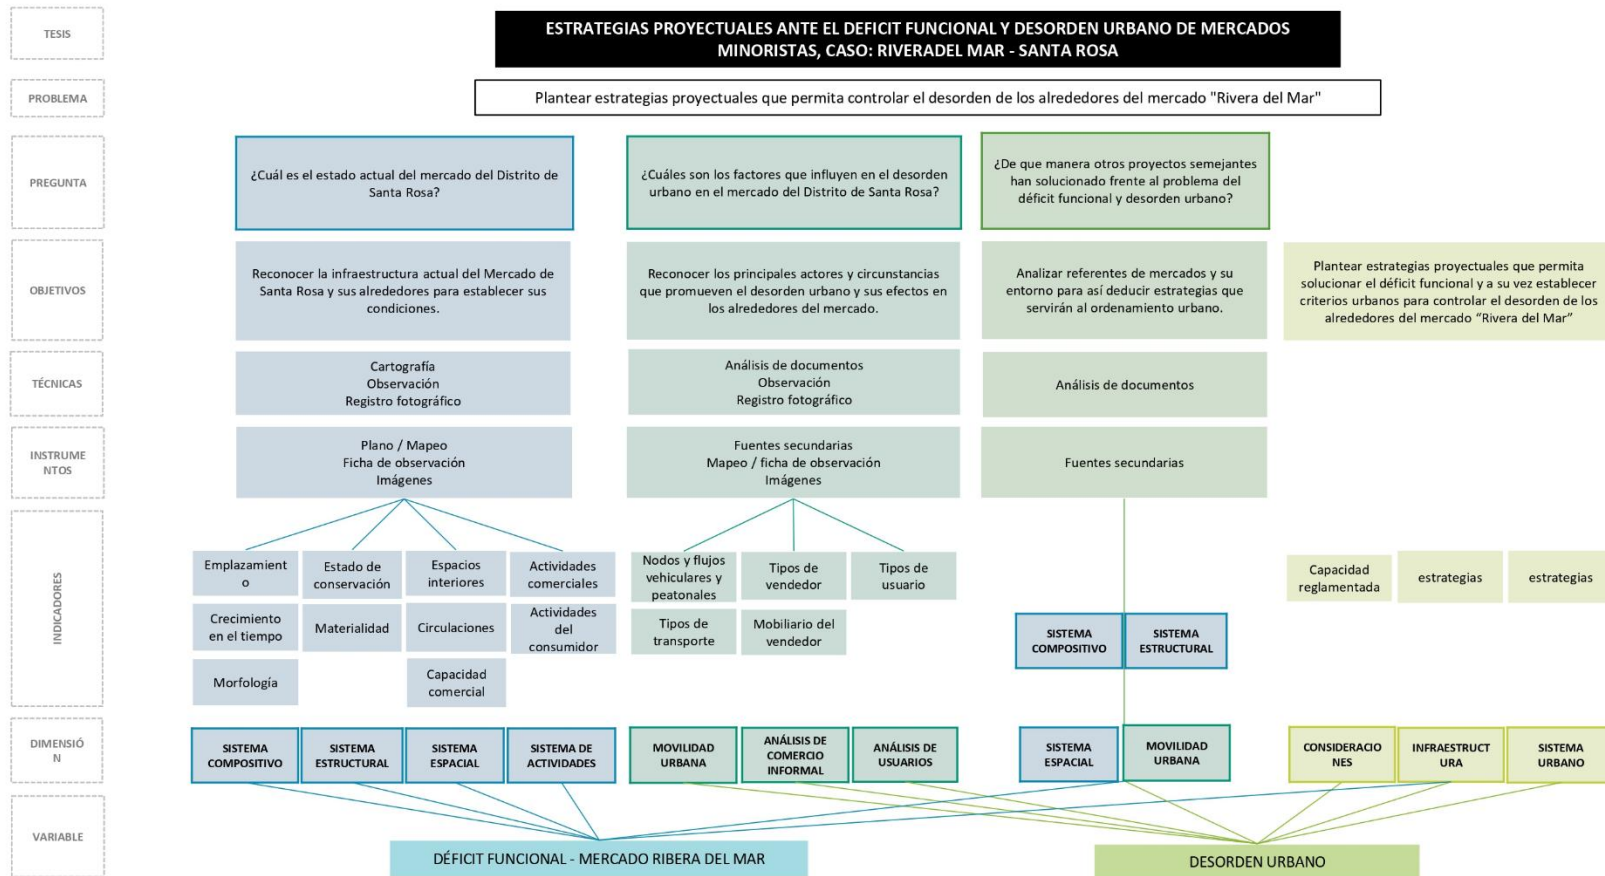 TESIS
ESTRATEGIAS PROYECTUALES ANTE EL DEFICIT FUNCIONAL Y DESORDEN URBANO DE MERCADOS
MINORISTAS, CASO: RIVERADEL MAR - SANTA ROSA
PROBLEMA
Plantear estrategias proyectuales que permita controlar el desorden de los alrededores del mercado "Rivera del Mar"
PREGUNTA
¿Cuál es el estado actual del mercado del Distrito de
Santa Rosa?
¿Cuáles son los factores que influyen en el desorden
urbano en el mercado del Distrito de Santa Rosa?
¿De que manera otros proyectos semejantes
han solucionado frente al problema del
déficit funcional y desorden urbano?
OBJETIVOS
Reconocer la infraestructura actual del Mercado de
Santa Rosa y sus alrededores para establecer sus
condiciones.
Reconocer los principales actores y circunstancias
que promueven el desorden urbano y sus efectos en
los alrededores del mercado.
Analizar referentes de mercados y su
entorno para así deducir estrategias que
servirán al ordenamiento urbano.
Plantear estrategias proyectuales que permita
solucionar el déficit funcional y a su vez establecer
criterios urbanos para controlar el desorden de los
alrededores del mercado “Rivera del Mar”
TÉCNICAS
Cartografía
Observación
Registro fotográfico
Análisis de documentos
Observación
Registro fotográfico
Análisis de documentos
INSTRUME
NTOS
Plano / Mapeo
Ficha de observación
Imágenes
Fuentes secundarias
Mapeo / ficha de observación
Imágenes
Fuentes secundarias
INDICADORES
Emplazamient
o
Estado de
conservación
Espacios
interiores
Actividades
comerciales
Nodos y flujos
vehiculares y
peatonales
Tipos de
vendedor
Tipos de
usuario
Capacidad
reglamentada
estrategias
estrategias
Crecimiento
en el tiempo
Materialidad
Circulaciones
Actividades
del
consumidor
Tipos de
transporte
Mobiliario del
vendedor
SISTEMA
COMPOSITIVO
SISTEMA
ESTRUCTURAL
Morfología
Capacidad
comercial
DIMENSIÓ
N
SISTEMA
COMPOSITIVO
SISTEMA
ESTRUCTURAL
SISTEMA
ESPACIAL
SISTEMA DE
ACTIVIDADES
MOVILIDAD
URBANA
ANÁLISIS DE
COMERCIO
INFORMAL
ANÁLISIS DE
USUARIOS
SISTEMA
ESPACIAL
MOVILIDAD
URBANA
CONSIDERACIO
NES
INFRAESTRUCT
URA
SISTEMA
URBANO
VARIABLE
DÉFICIT FUNCIONAL - MERCADO RIBERA DEL MAR
DESORDEN URBANO